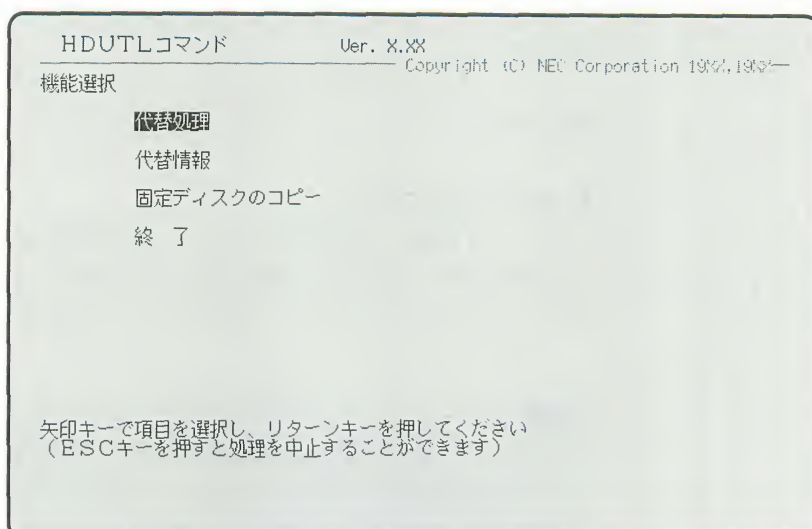 HDUTLコマンド Ver. X.XX
Copyright (C) NEC Corporation 19XX,19XX
機能選択
代替処理
代替情報
固定ディスクのコピー
終 了
矢印キーで項目を選択し、リターンキーを押してください
(ESCキーを押すと処理を中止することができます)